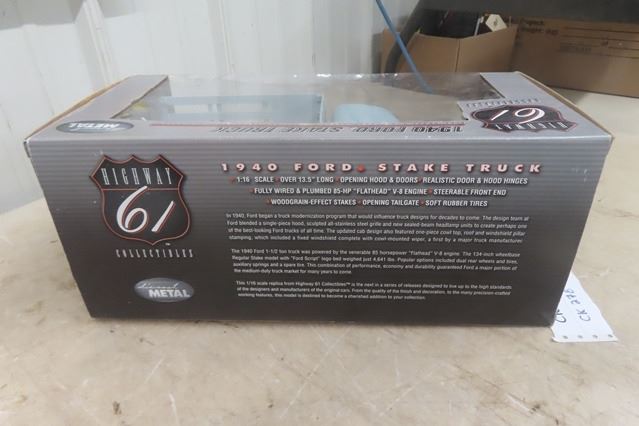 METAL
1940 FORD STAKE TRUCK
HIGHWAY
61
1940 FORD STAKE TRUCK
1:16 SCALE • OVER 13.5" LONG • OPENING HOOD & DOORS • REALISTIC DOOR & HOOD HINGES
• FULLY WIRED & PLUMBED 85-HP "FLATHEAD" V-8 ENGINE • STEERABLE FRONT END
• WOODGRAIN-EFFECT STAKES • OPENING TAILGATE • SOFT RUBBER TIRES
HIGHWAY
61
COLLECTIBLES
™
diecast
METAL
In 1940, Ford began a truck modernization program that would influence truck designs for decades to come. The design team at
Ford blended a single-piece hood, sculpted all-stainless steel grille and new sealed-beam headlamp units to create perhaps one
of the best-looking Ford trucks of all time. The updated cab design also featured one-piece cowl top, roof and windshield pillar
stamping, which included a fixed windshield complete with cowl-mounted wiper, a first by a major truck manufacturer.
The 1940 Ford 1-1/2 ton truck was powered by the venerable 85 horsepower "Flathead" V-8 engine. The 134-inch wheelbase
Regular Stake model with "Ford Script" logo bed weighed just 4,641 lbs. Popular options included dual rear wheels and tires,
auxiliary springs and a spare tire. This combination of performance, economy and durability guaranteed Ford a major portion of
the medium-duty truck market for many years to come.
This 1/16 scale replica from Highway 61 Collectibles™ is the next in a series of releases designed to live up to the high standards
of the designers and manufacturers of the original cars. From the quality of the finish and decoration, to the many precision-crafted
working features, this model is destined to become a cherished addition to your collection.
CK 278